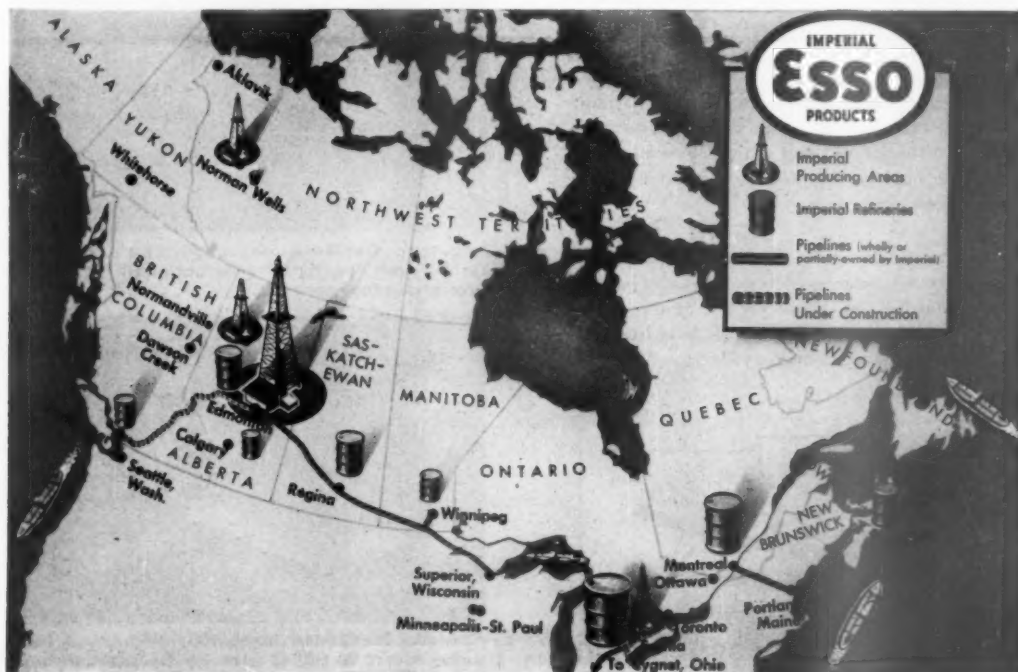 ALASKA
YUKON
Aklavik
Whitehorse
Norman Wells
NORTHWEST TERRITORIES
IMPERIAL
ESSO
PRODUCTS
Imperial
Producing Areas
Imperial Refineries
Pipelines (wholly or
partially-owned by Imperial)
Pipelines
Under Construction
BRITISH
COLUMBIA
Normandville
Dawson
Creek
Edmonton
Calgary
ALBERTA
SAS-
KATCH-
EWAN
MANITOBA
ONTARIO
QUEBEC
NEWFOUNDLAND
NEW
BRUNSWICK
Seattle,
Wash.
Regina
Winnipeg
Superior,
Wisconsin
Minneapolis-St. Paul
Montreal
Ottawa
Portland
Maine
Toronto
To Cygnet, Ohio